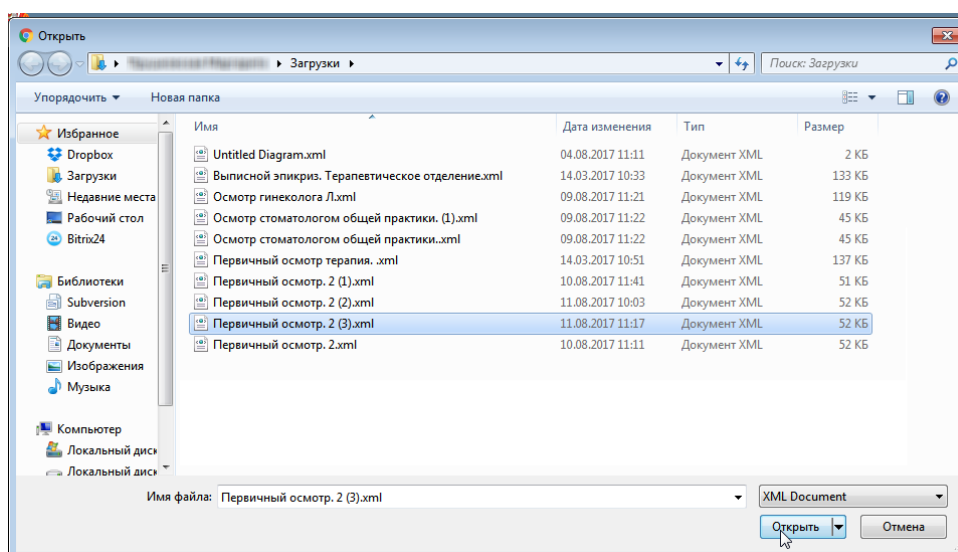 Открыть
Загрузки
Поиск: Загрузки
Упорядочить Новая папка
Имя Дата изменения Тип Размер
Избранное
Dropbox
Загрузки
Недавние места
Рабочий стол
Bitrix24
Библиотеки
Subversion
Видео
Документы
Изображения
Музыка
Компьютер
Локальный диск
Локальный диск
Untitled Diagram.xml 04.08.2017 11:11 Документ XML 2 КБ
Выписной эпикриз. Терапевтическое отделение.xml 14.03.2017 10:33 Документ XML 133 КБ
Осмотр гинеколога Л.xml 09.08.2017 11:21 Документ XML 119 КБ
Осмотр стоматологом общей практики. (1).xml 09.08.2017 11:22 Документ XML 45 КБ
Осмотр стоматологом общей практики..xml 09.08.2017 11:22 Документ XML 45 КБ
Первичный осмотр терапия. .xml 14.03.2017 10:51 Документ XML 137 КБ
Первичный осмотр. 2 (1).xml 10.08.2017 11:41 Документ XML 51 КБ
Первичный осмотр. 2 (2).xml 11.08.2017 10:03 Документ XML 52 КБ
Первичный осмотр. 2 (3).xml 11.08.2017 11:17 Документ XML 52 КБ
Первичный осмотр. 2.xml 10.08.2017 11:11 Документ XML 52 КБ
Имя файла: Первичный осмотр. 2 (3).xml XML Document
Открыть Отмена